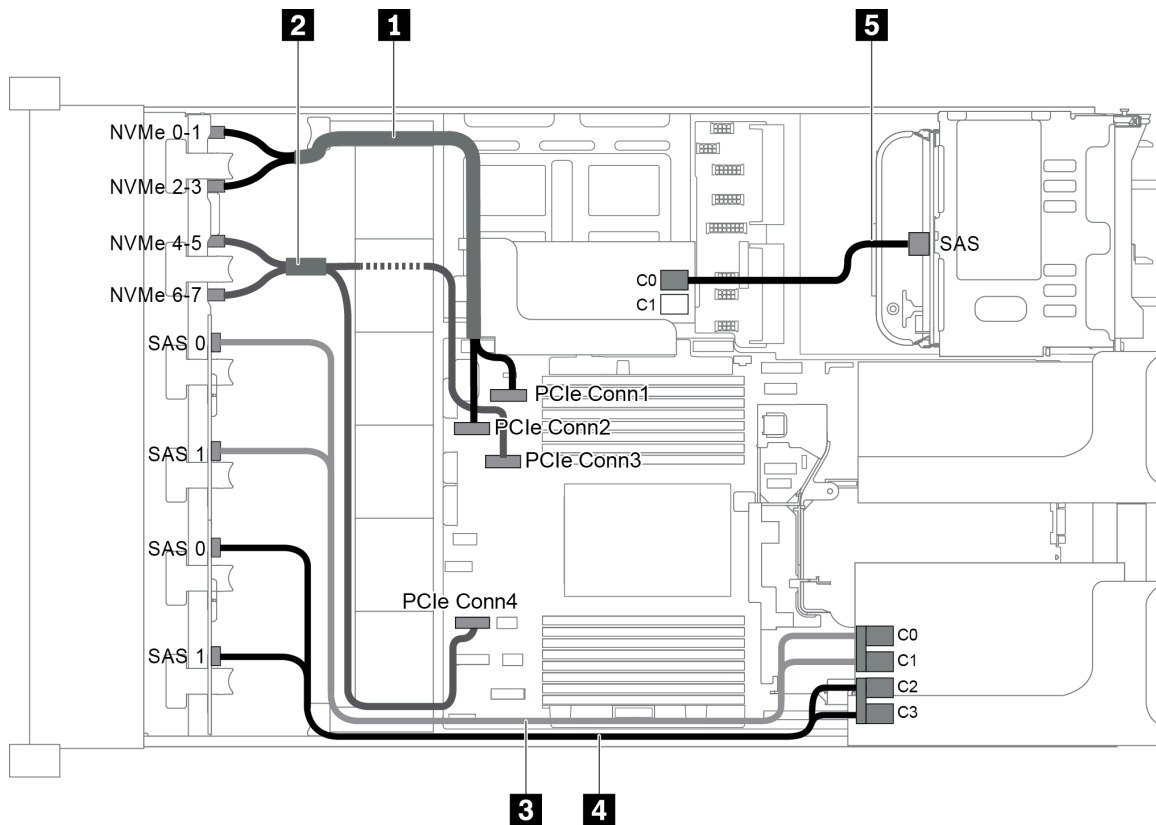 2
1
5
NVMe 0-1
NVMe 2-3
NVMe 4-5
NVMe 6-7
SAS
C0
C1
SAS 0
PCIe Conn1
PCIe Conn2
SAS 1
PCIe Conn3
SAS 0
PCIe Conn4
C0
SAS 1
C1
C2
C3
3
4